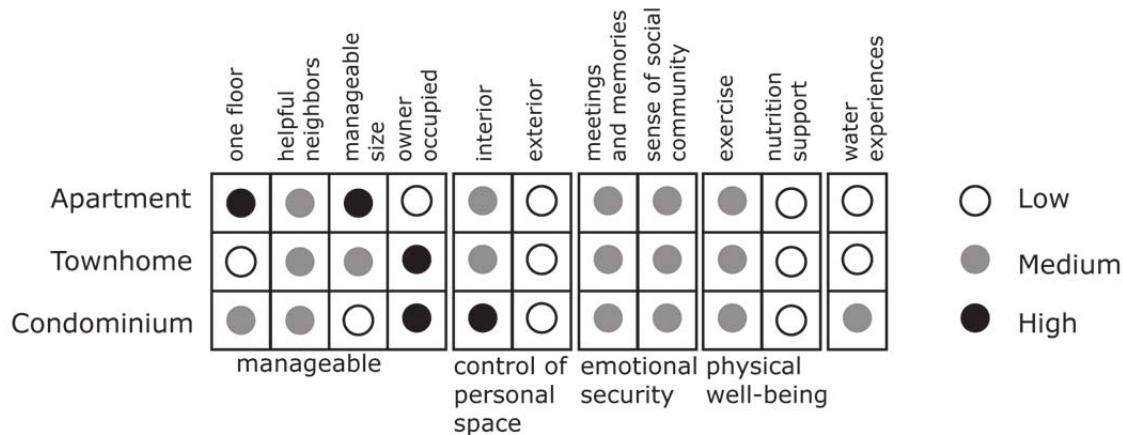 one floor
helpful
neighbors
manageable
size
owner
occupied
interior
exterior
meetings
and memories
sense of social
community
exercise
nutrition
support
water
experiences
Apartment
Townhome
Condominium
Low
Medium
High
manageable
control of
personal
space
emotional
security
physical
well-being